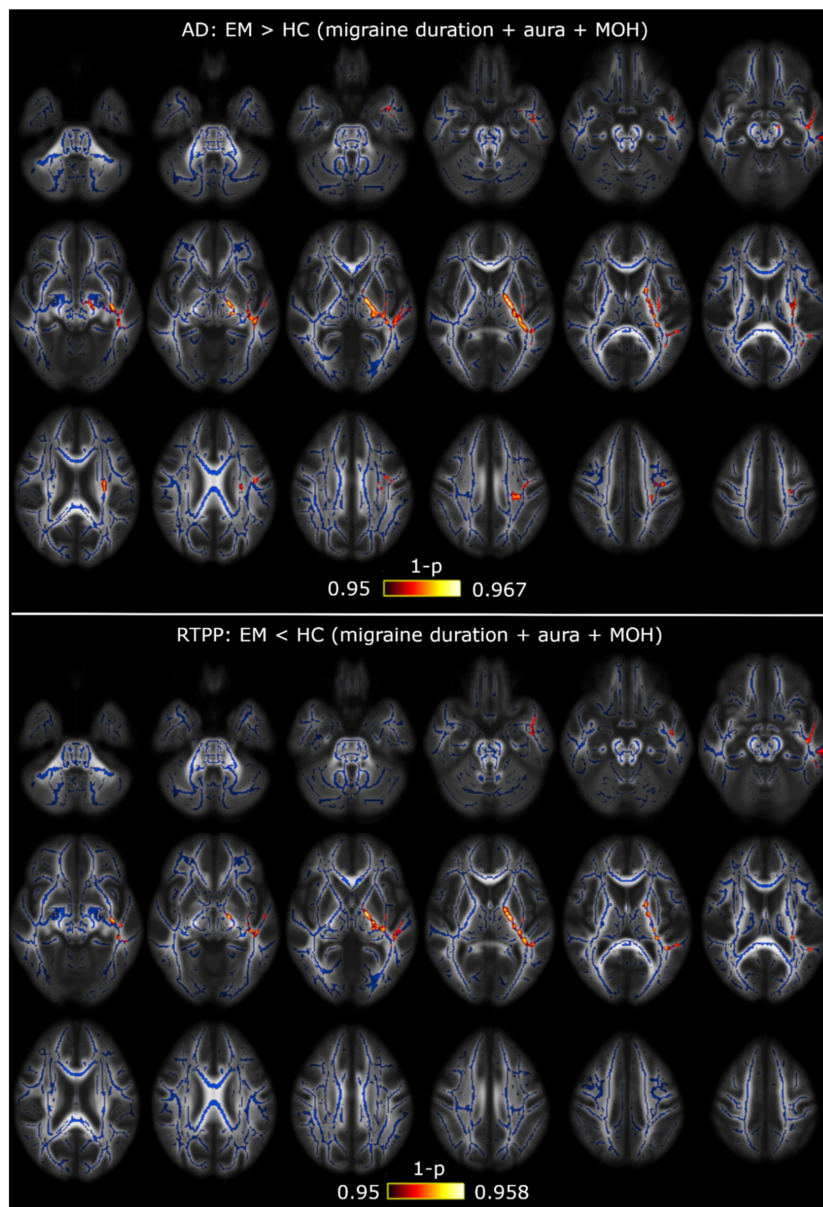 AD: EM > HC (migraine duration + aura + MOH)
1-p
0.95 0.967
RTPP: EM < HC (migraine duration + aura + MOH)
1-p
0.95 0.958